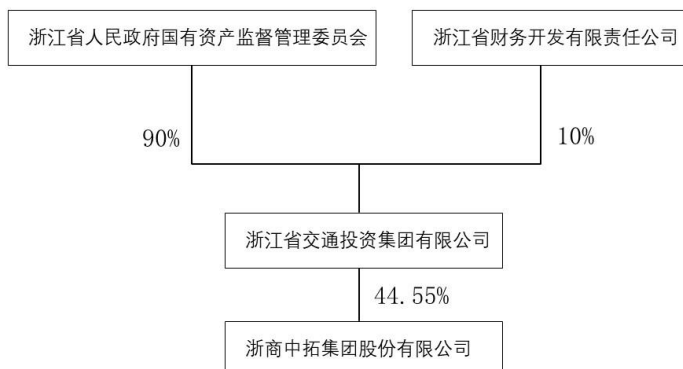 浙江省人民政府国有资产监督管理委员会
浙江省财务开发有限责任公司
90%
10%
浙江省交通投资集团有限公司
44.55%
浙商中拓集团股份有限公司